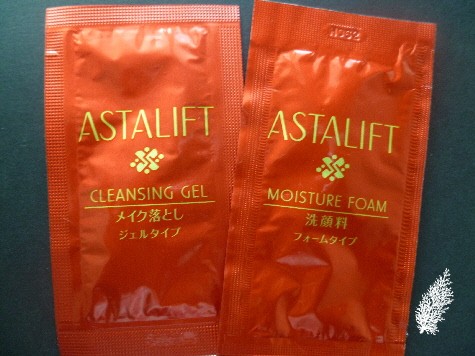 ASTALIFT
CLEANSING GEL
メイク落とし
ジェルタイプ
ASTALIFT
MOISTURE FOAM
洗顔料
フォームタイプ